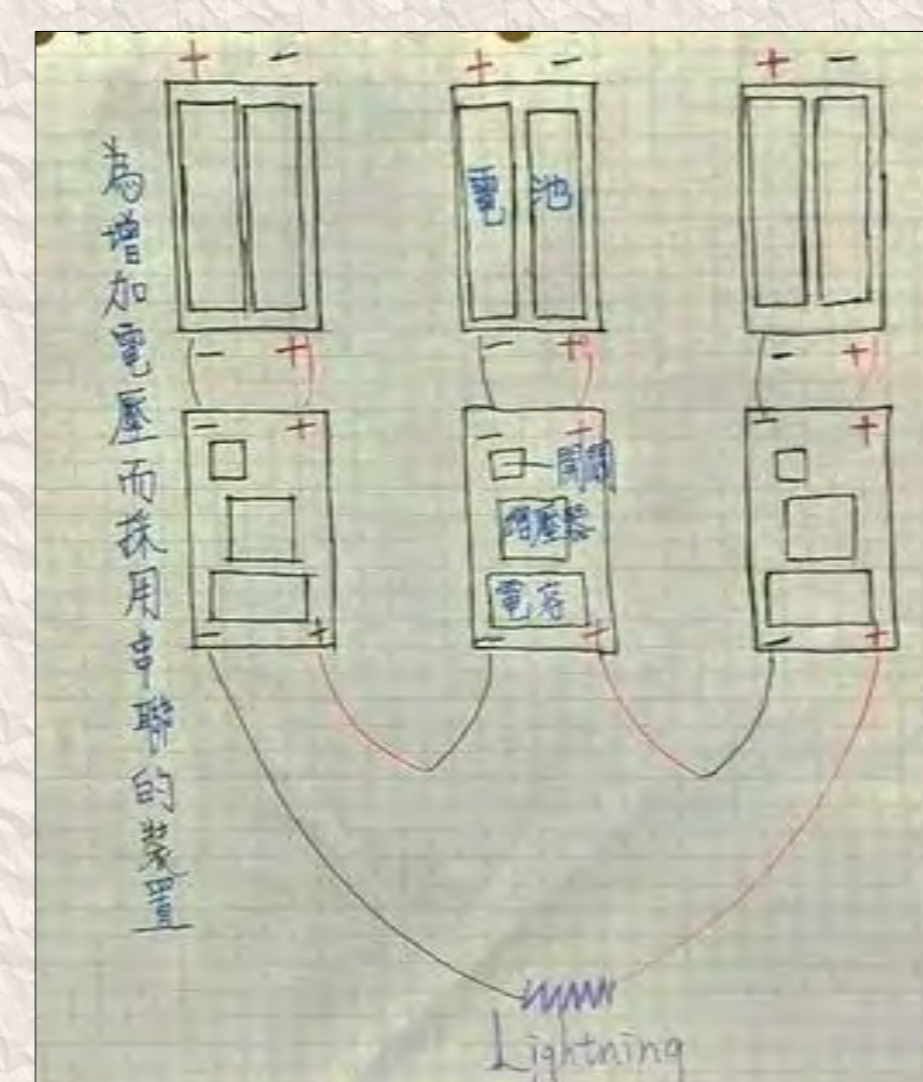 為增加電壓而採用串聯的裝置
+ - + - + -
電 池
- + - + - +
- + - + - +
開關
增壓器
電容
- + - + - +
Lightning